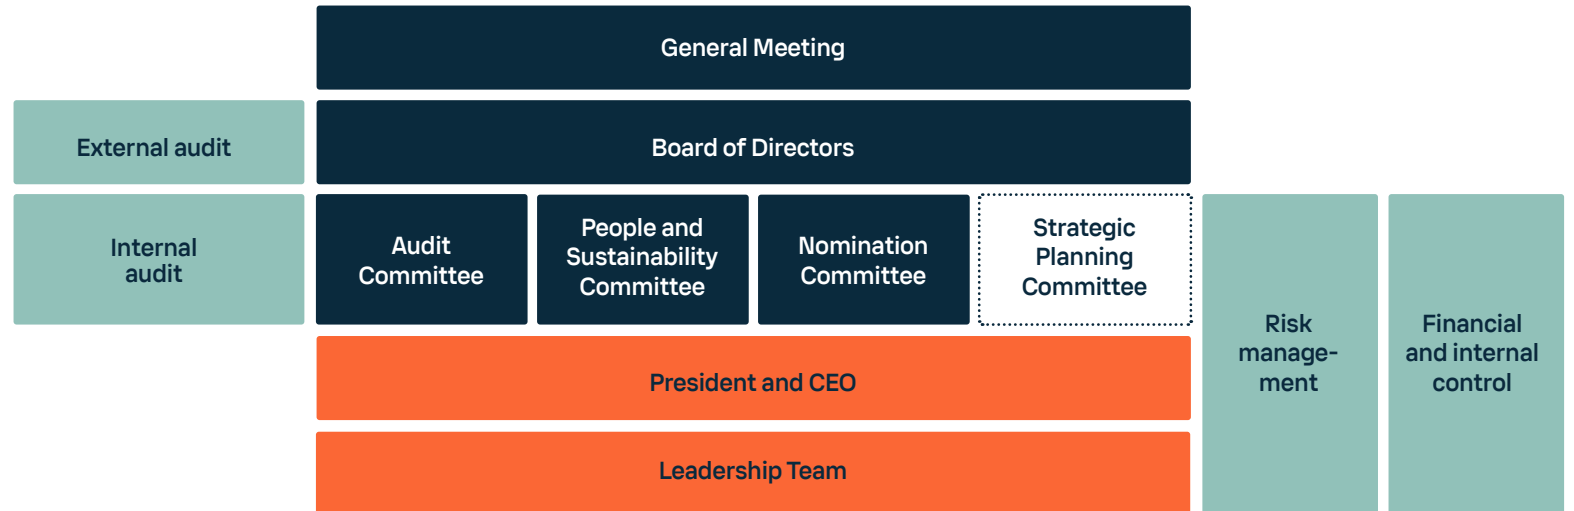 General Meeting
External audit
Board of Directors
Internal
audit
Audit
Committee
People and
Sustainability
Committee
Nomination
Committee
Strategic
Planning
Committee
Risk
manage-
ment
Financial
and internal
control
President and CEO
Leadership Team